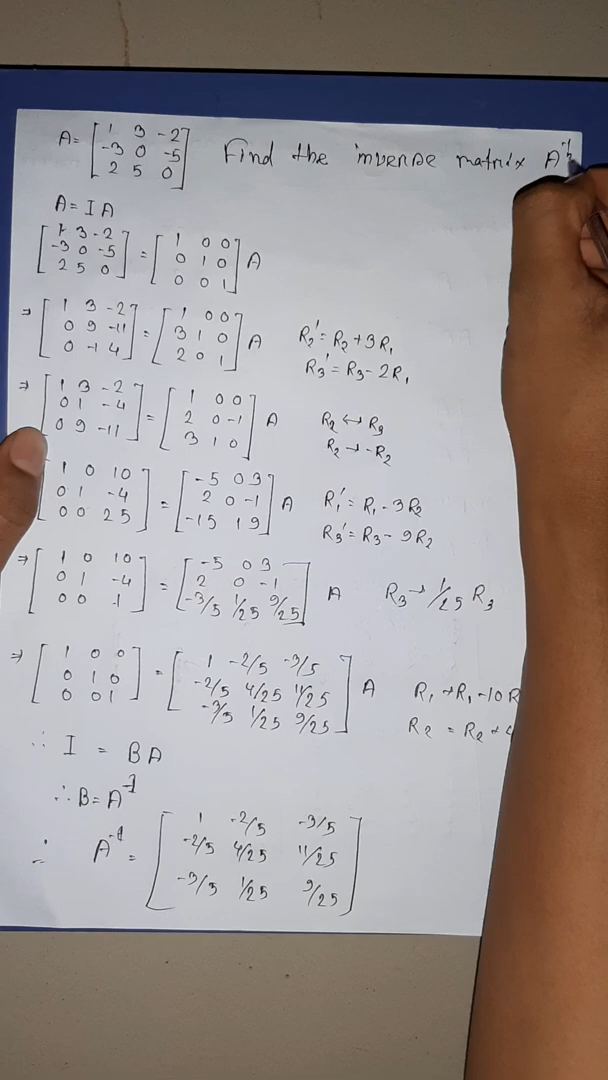 A = [ 1 3 -2 Find the inverse matrix A⁻¹
-3 0 -5
2 5 0 ]
A = I A
[ 1 3 -2 = [ 1 0 0 A
-3 0 -5 0 1 0
2 5 0 ] 0 0 1 ]
⇒ [ 1 3 -2 = [ 1 0 0 A R₂' = R₂ + 3R₁
0 9 -11 3 1 0 R₃' = R₃ - 2R₁
0 -1 4 ] 2 0 1 ]
⇒ [ 1 3 -2 = [ 1 0 0 A R₂ ↔ R₃
0 1 -4 2 0 -1 R₂ → -R₂
0 9 -11 ] 3 1 0 ]
[ 1 0 10 = [ -5 0 3 A R₁' = R₁ - 3R₂
0 1 -4 2 0 -1 R₃' = R₃ - 9R₂
0 0 25 ] -15 1 9 ]
⇒ [ 1 0 10 = [ -5 0 3 A R₃ → 1/25 R₃
0 1 -4 2 0 -1
0 0 1 ] -3/5 1/25 9/25 ]
⇒ [ 1 0 0 = [ 1 -2/5 -3/5 A R₁ → R₁ - 10 R
0 1 0 -2/5 4/25 11/25 R₂ = R₂ + 4
0 0 1 ] -3/5 1/25 9/25 ]
∴ I = BA
∴ B = A⁻¹
∴ A⁻¹ = [ 1 -2/5 -3/5
-2/5 4/25 11/25
-3/5 1/25 9/25 ]